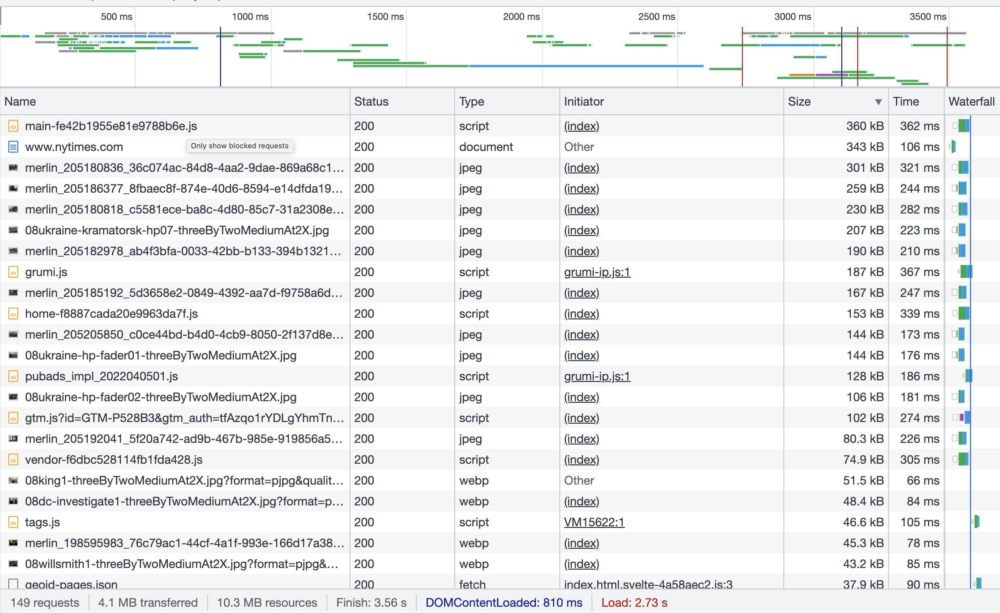 500 ms 1000 ms 1500 ms 2000 ms 2500 ms 3000 ms 3500 ms
Name Status Type Initiator Size ▼ Time Waterfall
main-fe42b1955e81e9788b6e.js 200 script (index) 360 kB 362 ms
www.nytimes.com Only show blocked requests 200 document Other 343 kB 106 ms
merlin_205180836_36c074ac-84d8-4aa2-9dae-869a68c1... 200 jpeg (index) 301 kB 321 ms
merlin_205186377_8fbaec8f-874e-40d6-8594-e14dfda19... 200 jpeg (index) 259 kB 244 ms
merlin_205180818_c5581ece-ba8c-4d80-85c7-31a2308e... 200 jpeg (index) 230 kB 282 ms
08ukraine-kramatorsk-hp07-threeByTwoMediumAt2X.jpg 200 jpeg (index) 207 kB 223 ms
merlin_205182978_ab4f3bfa-0033-42bb-b133-394b1321... 200 jpeg (index) 190 kB 210 ms
grumi.js 200 script grumi-ip.js:1 187 kB 367 ms
merlin_205185192_5d3658e2-0849-4392-aa7d-f9758a6d... 200 jpeg (index) 167 kB 247 ms
home-f8887cada20e9963da7f.js 200 script (index) 153 kB 339 ms
merlin_205205850_c0ce44bd-b4d0-4cb9-8050-2f137d8e... 200 jpeg (index) 144 kB 173 ms
08ukraine-hp-fader01-threeByTwoMediumAt2X.jpg 200 jpeg (index) 144 kB 176 ms
pubads_impl_2022040501.js 200 script grumi-ip.js:1 128 kB 186 ms
08ukraine-hp-fader02-threeByTwoMediumAt2X.jpg 200 jpeg (index) 106 kB 181 ms
gtm.js?id=GTM-P528B3&gtm_auth=tfAzqo1rYDLgYhmTn... 200 script (index) 102 kB 274 ms
merlin_205192041_5f20a742-ad9b-467b-985e-919856a5... 200 jpeg (index) 80.3 kB 226 ms
vendor-f6dbc528114fb1fda428.js 200 script (index) 74.9 kB 305 ms
08king1-threeByTwoMediumAt2X.jpg?format=pjpg&qualit... 200 webp Other 51.5 kB 66 ms
08dc-investigate1-threeByTwoMediumAt2X.jpg?format=p... 200 webp (index) 48.4 kB 84 ms
tags.js 200 script VM15622:1 46.6 kB 105 ms
merlin_198595983_76c79ac1-44cf-4a1f-993e-166d17a38... 200 webp (index) 45.3 kB 78 ms
08willsmith1-threeByTwoMediumAt2X.jpg?format=pjpg&... 200 webp (index) 43.2 kB 85 ms
geoid-pages.json 200 fetch index.html.svelte-4a58aec2.js:3 37.9 kB 90 ms
149 requests 4.1 MB transferred 10.3 MB resources Finish: 3.56 s DOMContentLoaded: 810 ms Load: 2.73 s